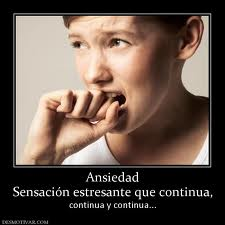 Ansiedad
Sensación estresante que continua,
continua y continua...
DESMOTIVAR.COM